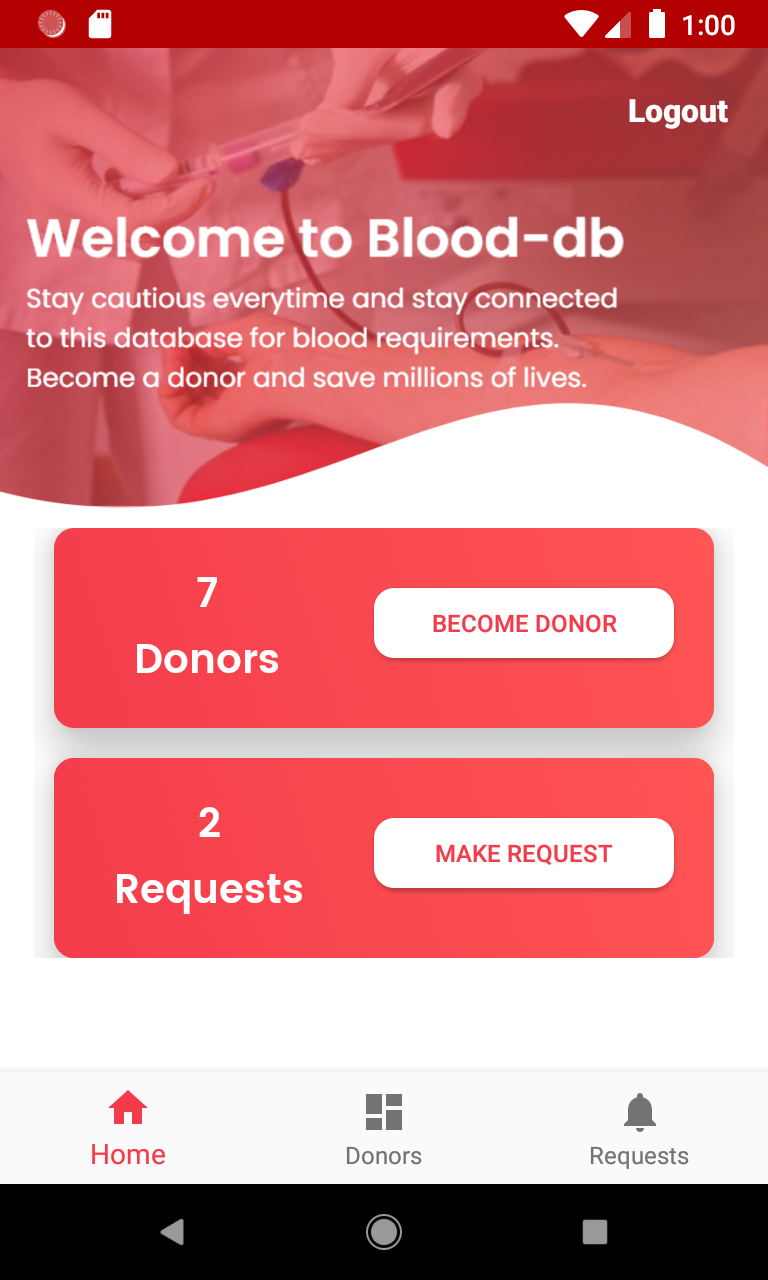 1:00
Logout
Welcome to Blood-db
Stay cautious everytime and stay connected
to this database for blood requirements.
Become a donor and save millions of lives.
7
Donors
BECOME DONOR
2
Requests
MAKE REQUEST
Home
Donors
Requests